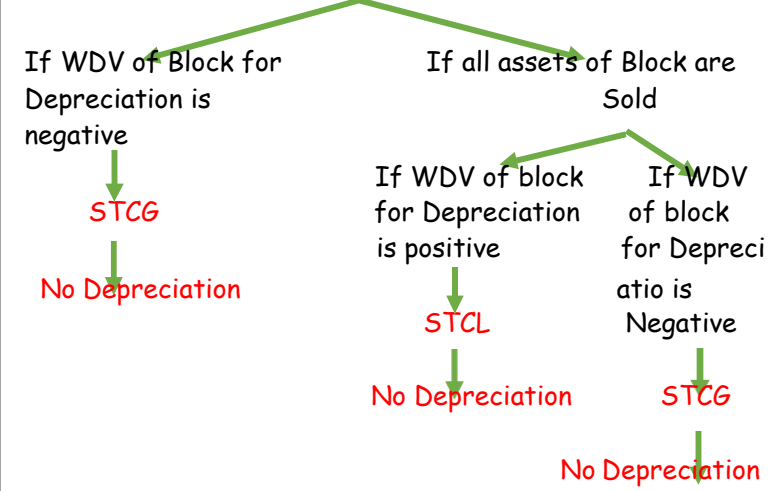 If WDV of Block for
Depreciation is
negative
STCG
No Depreciation
If all assets of Block are
Sold
If WDV of block
for Depreciation
is positive
STCL
No Depreciation
If WDV
of block
for Depreci
atio is
Negative
STCG
No Depreciation